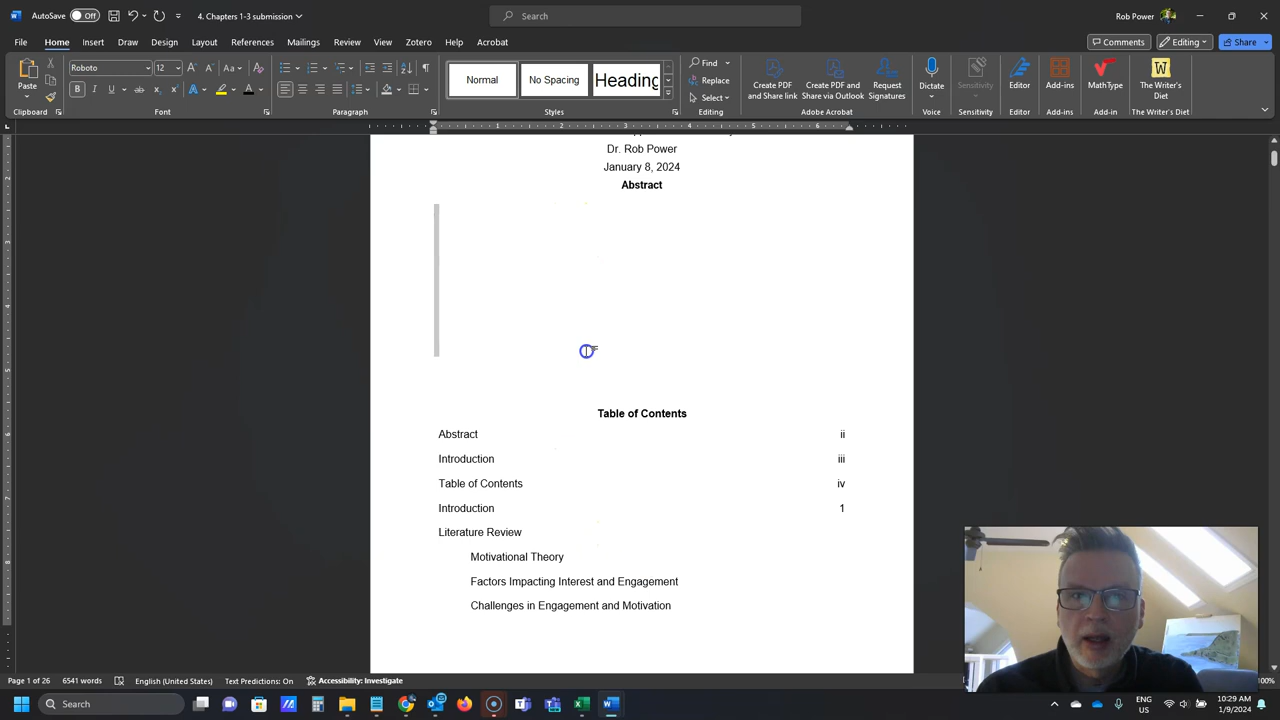 AutoSave Off 4. Chapters 1-3 submission Search Rob Power
File Home Insert Draw Design Layout References Mailings Review View Zotero Help Acrobat Comments Editing Share
Paste Roboto 12 Normal No Spacing Heading Find Replace Select Create PDF and Share link Create PDF and Share via Outlook Request Signatures Dictate Sensitivity Editor Add-ins MathType The Writer's Diet
Clipboard Font Paragraph Styles Editing Adobe Acrobat Voice Sensitivity Editor Add-ins Add-in The Writer's Diet
Dr. Rob Power
January 8, 2024
Abstract
Table of Contents
Abstract ii
Introduction iii
Table of Contents iv
Introduction 1
Literature Review
Motivational Theory
Factors Impacting Interest and Engagement
Challenges in Engagement and Motivation
Page 1 of 26 6541 words English (United States) Text Predictions: On Accessibility: Investigate
Search ENG US 10:29 AM 1/9/2024